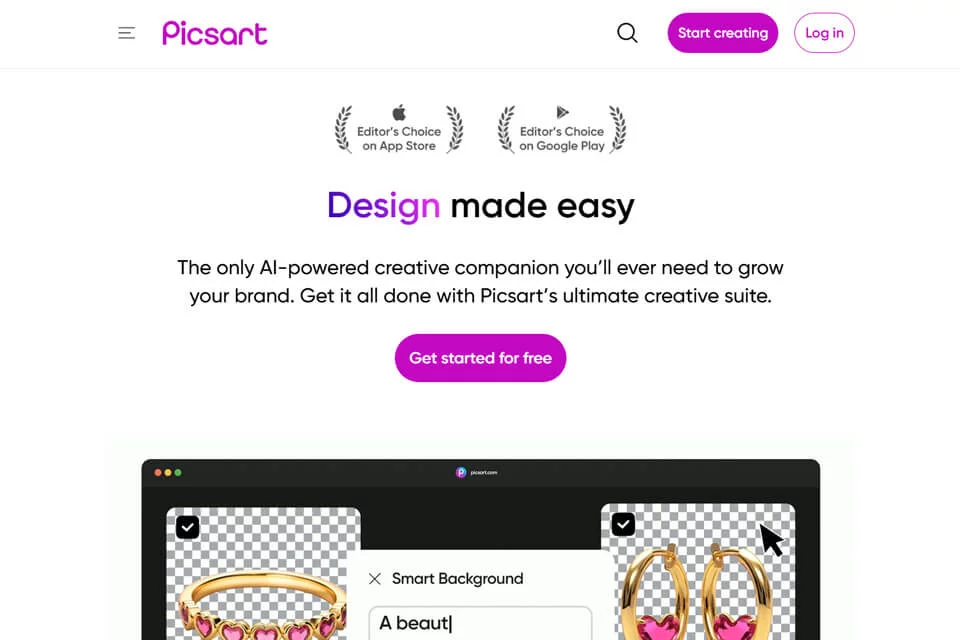 Picsart
Start creating
Log in
Editor's Choice
on App Store
Editor's Choice
on Google Play
Design made easy
The only AI-powered creative companion you'll ever need to grow
your brand. Get it all done with Picsart's ultimate creative suite.
Get started for free
picsart.com
Smart Background
A beaut